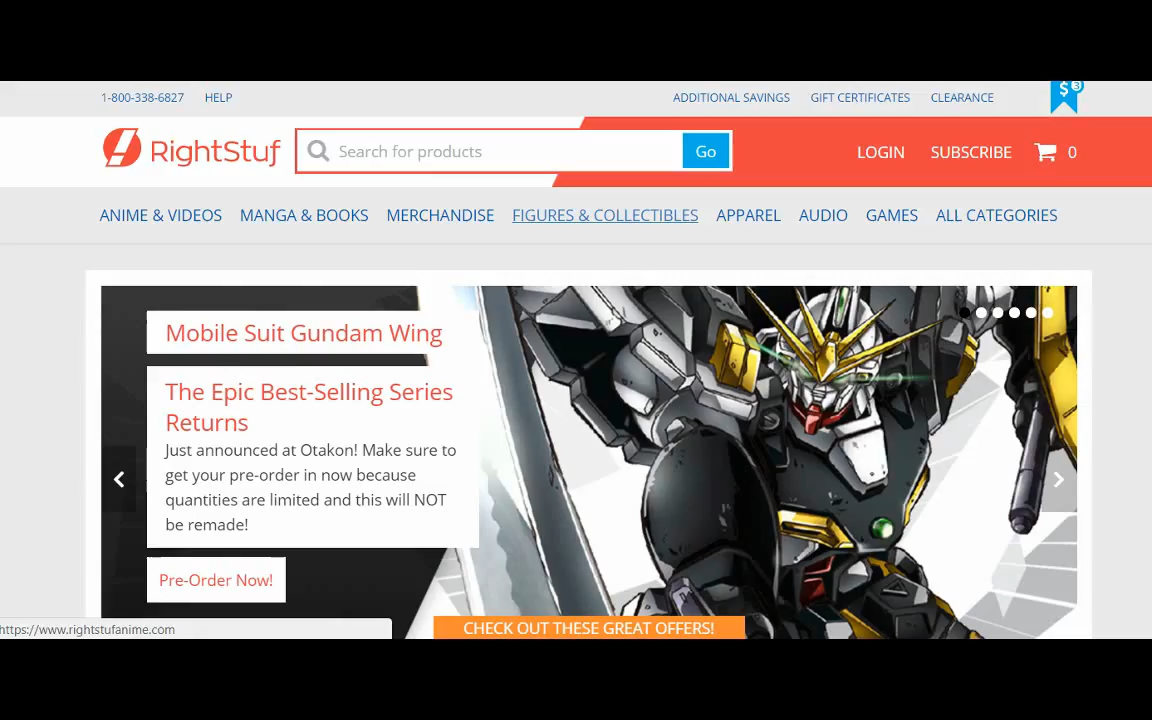 1-800-338-6827 HELP ADDITIONAL SAVINGS GIFT CERTIFICATES CLEARANCE $ 3
RightStuf Search for products Go LOGIN SUBSCRIBE 0
ANIME & VIDEOS MANGA & BOOKS MERCHANDISE FIGURES & COLLECTIBLES APPAREL AUDIO GAMES ALL CATEGORIES
Mobile Suit Gundam Wing
The Epic Best-Selling Series
Returns
Just announced at Otakon! Make sure to
get your pre-order in now because
quantities are limited and this will NOT
be remade!
Pre-Order Now!
CHECK OUT THESE GREAT OFFERS!
https://www.rightstufanime.com